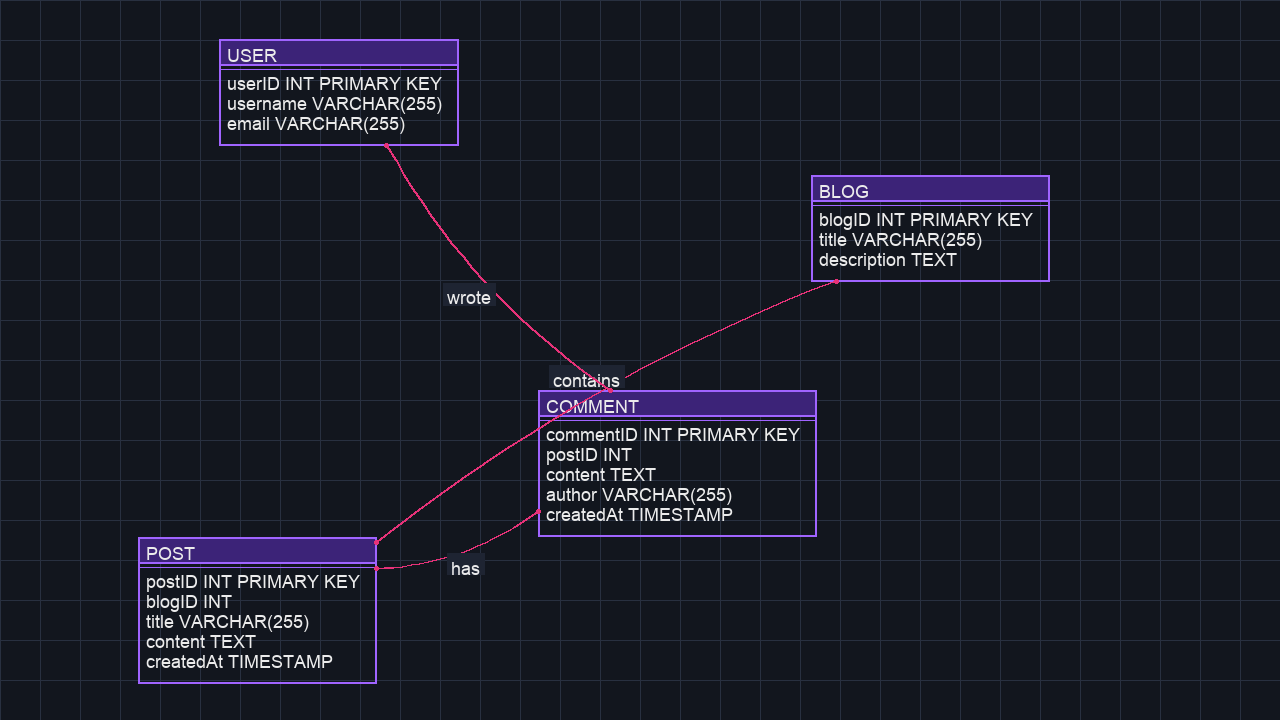 USER
userID INT PRIMARY KEY
username VARCHAR(255)
email VARCHAR(255)
BLOG
blogID INT PRIMARY KEY
title VARCHAR(255)
description TEXT
wrote
contains
COMMENT
commentID INT PRIMARY KEY
postID INT
content TEXT
author VARCHAR(255)
createdAt TIMESTAMP
has
POST
postID INT PRIMARY KEY
blogID INT
title VARCHAR(255)
content TEXT
createdAt TIMESTAMP